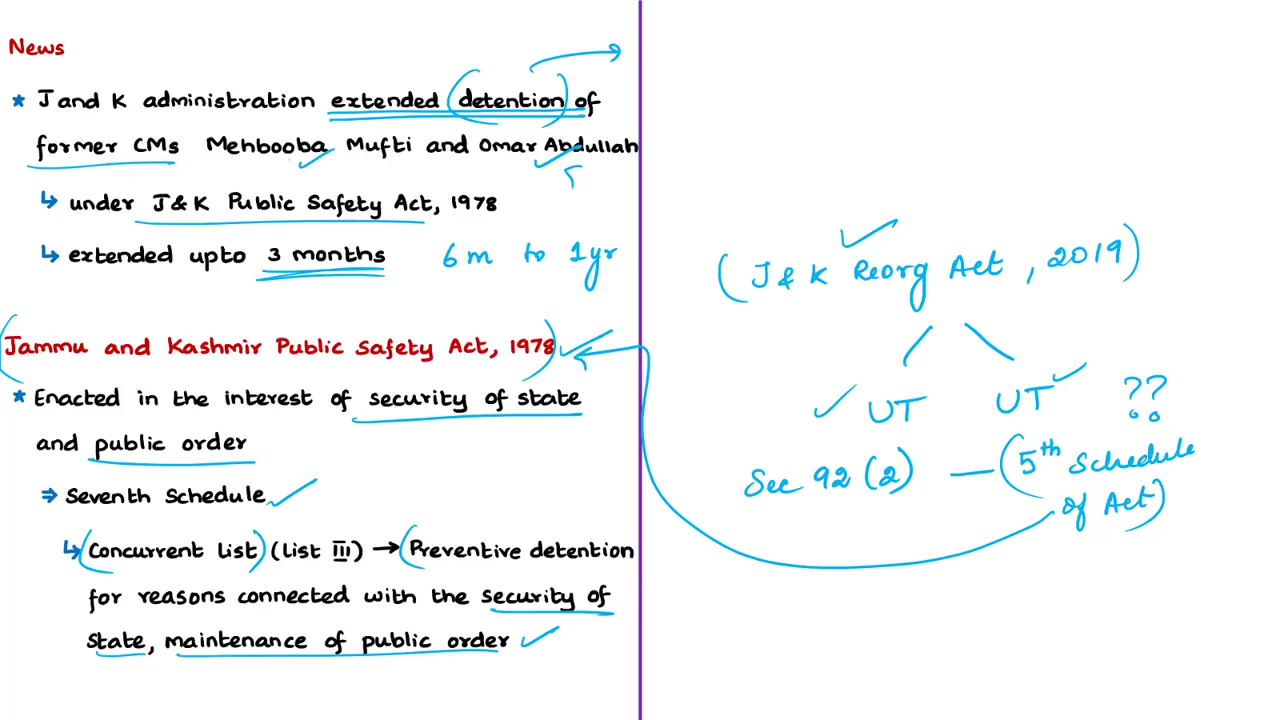 News
* J and K administration extended (detention) of
former CMs Mehbooba Mufti and Omar Abdullah
↳ under J&K Public Safety Act, 1978
↳ extended upto 3 months 6m to 1yr
(Jammu and Kashmir Public Safety Act, 1978)
* Enacted in the interest of security of state
and public order
⇒ Seventh Schedule
↳ (Concurrent List) (List III) → (Preventive detention
for reasons connected with the security of
state, maintenance of public order
(J & K Reorg Act, 2019)
UT UT ??
Sec 92 (2) — (5th Schedule
of Act)